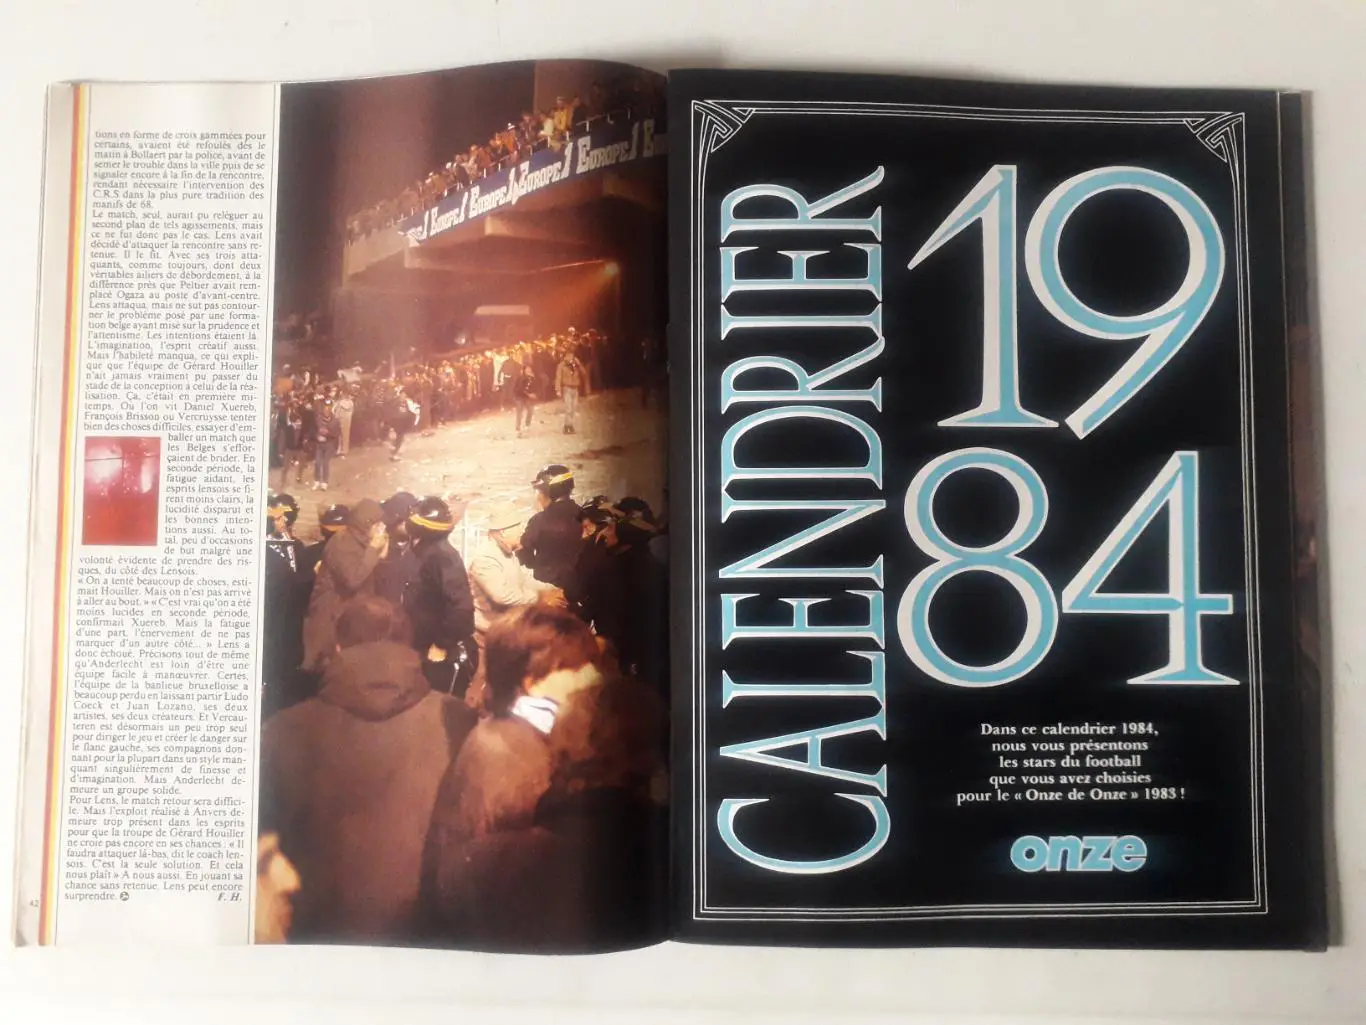 tions en forme de croix gammées pour
certains, avaient été refoulés dès le
matin à Bollaert par la police, avant de
semer le trouble dans la ville puis de se
signaler encore à la fin de la rencontre,
rendant nécessaire l'intervention des
C.R.S dans la plus pure tradition des
manifs de 68.
Le match, seul, aurait pu reléguer au
second plan de tels agissements, mais
ce ne fut donc pas le cas. Lens avait
décidé d'attaquer la rencontre sans re-
tenue. Il le fit. Avec ses trois atta-
quants, comme toujours, dont deux
véritables ailiers de débordement, à la
différence près que Peltier avait rem-
placé Ogaza au poste d'avant-centre.
Lens attaqua, mais ne sut pas contour-
ner le problème posé par une for-
mation belge ayant misé sur la prudence et
l'attentisme. Les intentions étaient là.
L'imagination, l'esprit créatif aussi.
Mais l'habileté manqua, ce qui expli-
que que l'équipe de Gérard Houiller
n'ait jamais vraiment pu passer du
stade de la conception à celui de la réa-
lisation. Ça, c'était en première mi-
temps. Où l'on vit Daniel Xuereb,
François Brisson ou Vercruysse tenter
bien des choses difficiles, essayer d'em-
baller un match que
les Belges s'effor-
çaient de brider. En
seconde période, la
fatigue aidant, les
esprits lensois se fi-
rent moins clairs, la
lucidité disparut et
les bonnes inten-
tions aussi. Au to-
tal, peu d'occasions
de but malgré une
volonté évidente de prendre des ris-
ques, du côté des Lensois.
« On a tenté beaucoup de choses, esti-
mait Houiller. Mais on n'est pas arrivé
à aller au bout. » « C'est vrai qu'on a été
moins lucides en seconde période,
confirmait Xuereb. Mais la fatigue
d'une part, l'énervement de ne pas
marquer d'un autre côté... » Lens a
donc échoué. Précisons tout de même
qu'Anderlecht est loin d'être une
équipe facile à manœuvrer. Certes,
l'équipe de la banlieue bruxelloise a
beaucoup perdu en laissant partir Ludo
Coeck et Juan Lozano, ses deux
artistes, ses deux créateurs. Et Vercau-
teren est désormais un peu trop seul
pour diriger le jeu et créer le danger sur
le flanc gauche, ses compagnons don-
nant pour la plupart dans un style man-
quant singulièrement de finesse et
d'imagination. Mais Anderlecht de-
meure un groupe solide.
Pour Lens, le match retour sera diffici-
le. Mais l'exploit réalisé à Anvers de-
meure trop présent dans les esprits
pour que la troupe de Gérard Houiller
ne croie pas encore en ses chances : « Il
faudra attaquer là-bas, dit le coach len-
sois. C'est la seule solution. Et cela
nous plaît » A nous aussi. En jouant sa
chance sans retenue, Lens peut encore
surprendre.
F. H.
42
EUROPE 1 EUROPE 1 EUROPE 1 EUROPE
CALENDRIER
19
84
Dans ce calendrier 1984,
nous vous présentons
les stars du football
que vous avez choisies
pour le « Onze de Onze » 1983 !
onze